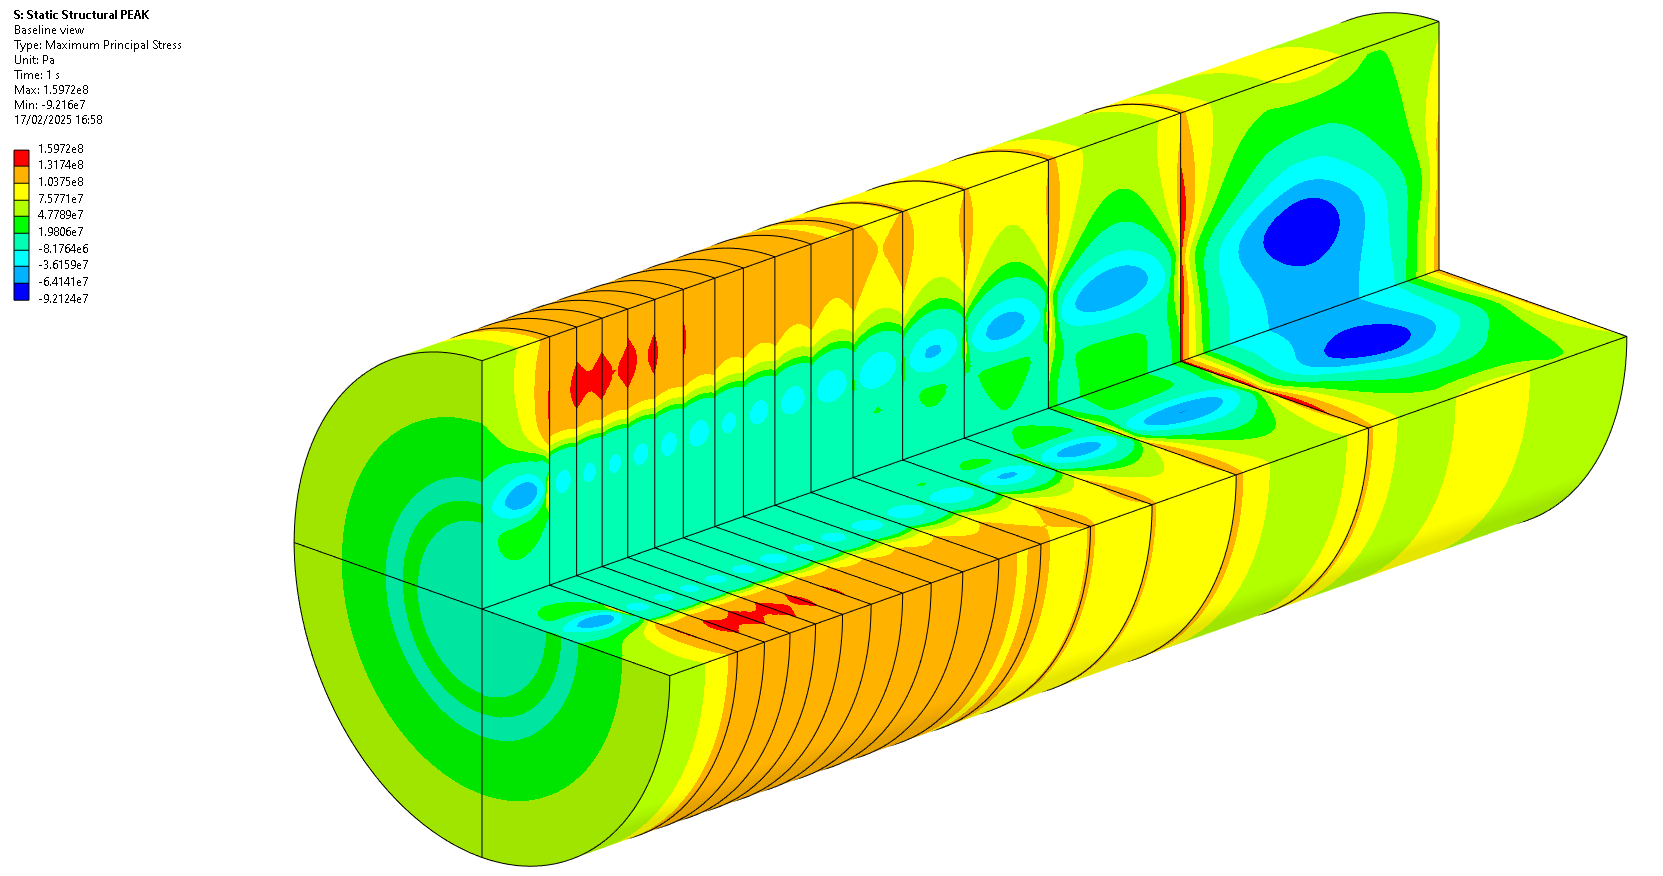 S: Static Structural PEAK
Baseline view
Type: Maximum Principal Stress
Unit: Pa
Time: 1 s
Max: 1.5972e8
Min: -9.216e7
17/02/2025 16:58
1.5972e8
1.3174e8
1.0375e8
7.5771e7
4.7789e7
1.9806e7
-8.1764e6
-3.6159e7
-6.4141e7
-9.2124e7